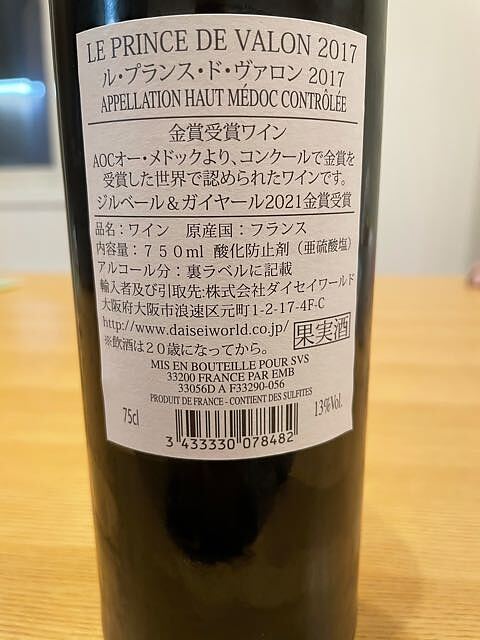 LE PRINCE DE VALON 2017
ル・プランス・ド・ヴァロン 2017
APPELLATION HAUT MÉDOC CONTRÔLÉE
金賞受賞ワイン
AOCオー・メドックより、コンクールで金賞を
受賞した世界で認められたワインです。
ジルベール＆ガイヤール2021金賞受賞
品名：ワイン　原産国：フランス
内容量：７５０ml 酸化防止剤（亜硫酸塩）
アルコール分：裏ラベルに記載
輸入者及び引取先:株式会社ダイセイワールド
大阪府大阪市浪速区元町1-2-17-4F-C
http://www.daiseiworld.co.jp/
果実酒
※飲酒は２０歳になってから。
MIS EN BOUTEILLE POUR SVS
33200 FRANCE PAR EMB
33056D A F33290-056
PRODUIT DE FRANCE - CONTIENT DES SULFITES
75cl
13%Vol.
3 433330 078482